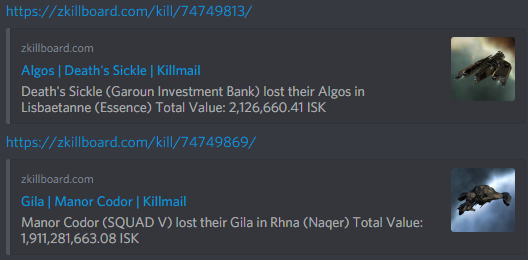 https://zkillboard.com/kill/74749813/
zkillboard.com
Algos | Death's Sickle | Killmail
Death's Sickle (Garoun Investment Bank) lost their Algos in
Lisbaetanne (Essence) Total Value: 2,126,660.41 ISK
https://zkillboard.com/kill/74749869/
zkillboard.com
Gila | Manor Codor | Killmail
Manor Codor (SQUAD V) lost their Gila in Rhna (Naqer) Total Value:
1,911,281,663.08 ISK